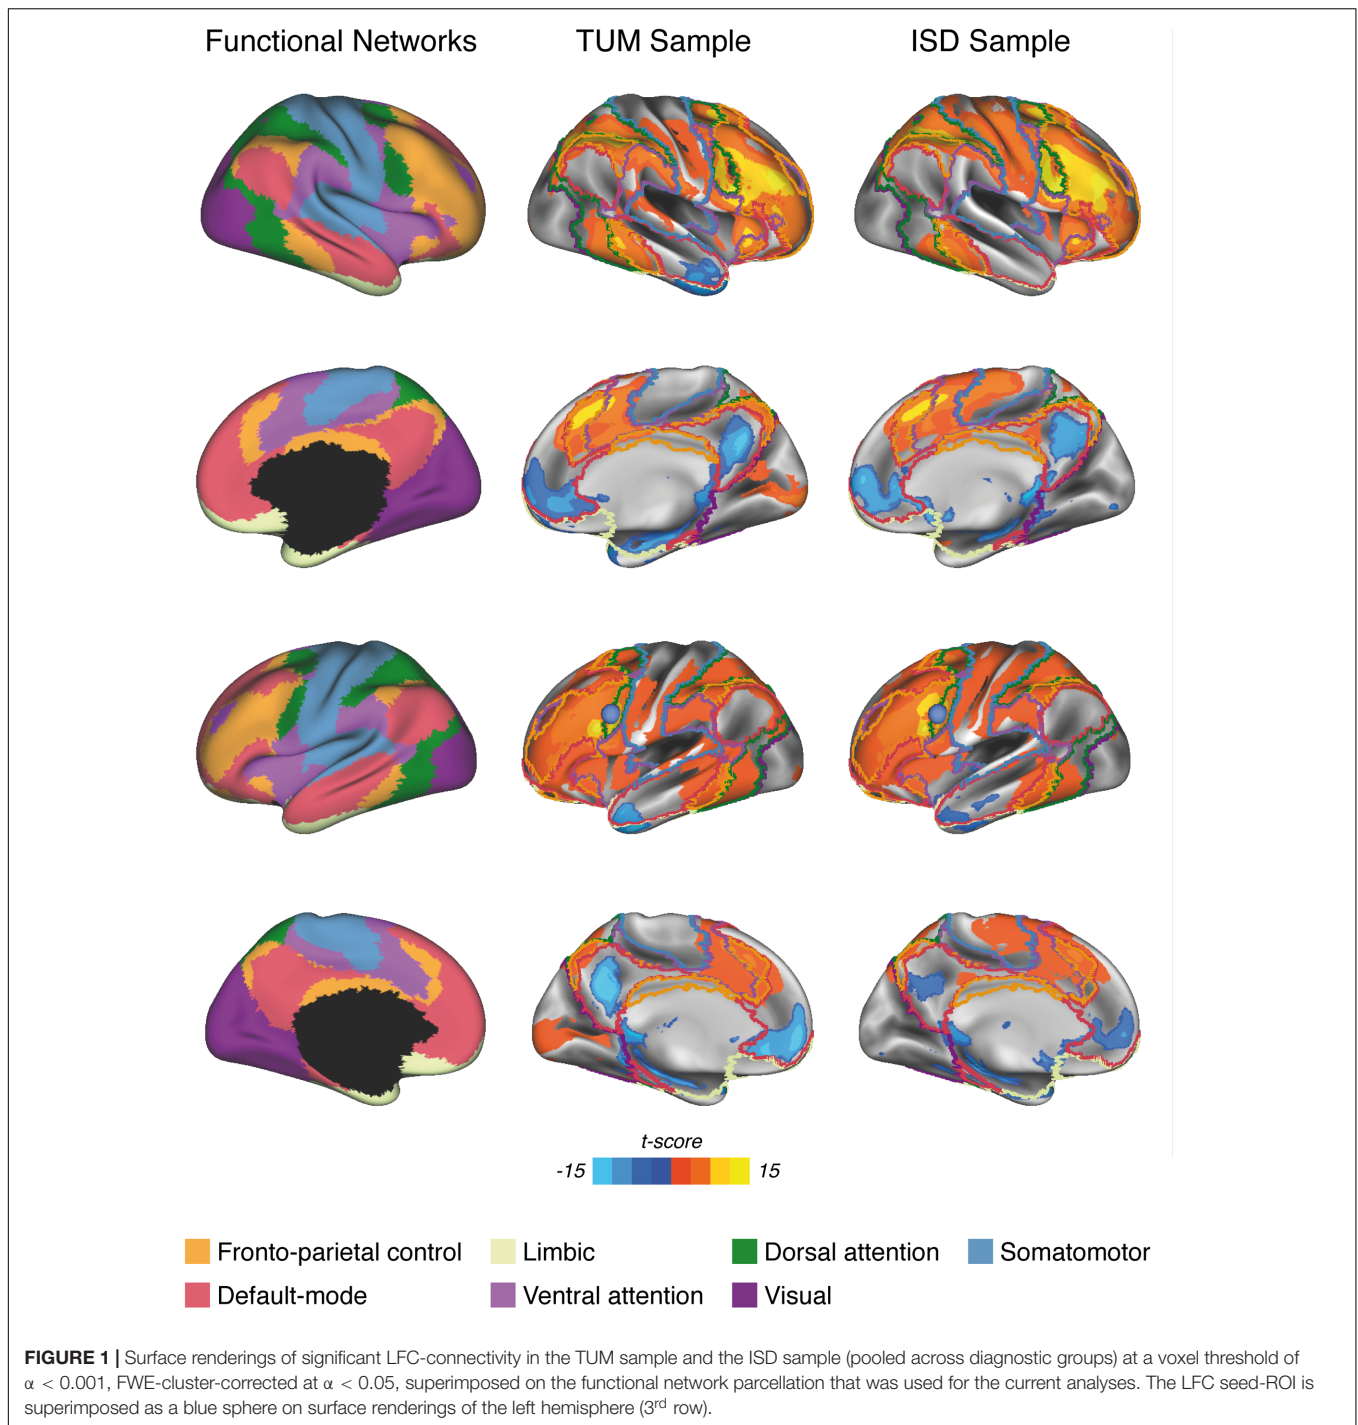 Functional Networks TUM Sample ISD Sample
t-score
-15 15
Fronto-parietal control Limbic Dorsal attention Somatomotor
Default-mode Ventral attention Visual
FIGURE 1 | Surface renderings of significant LFC-connectivity in the TUM sample and the ISD sample (pooled across diagnostic groups) at a voxel threshold of
α < 0.001, FWE-cluster-corrected at α < 0.05, superimposed on the functional network parcellation that was used for the current analyses. The LFC seed-ROI is
superimposed as a blue sphere on surface renderings of the left hemisphere (3rd row).